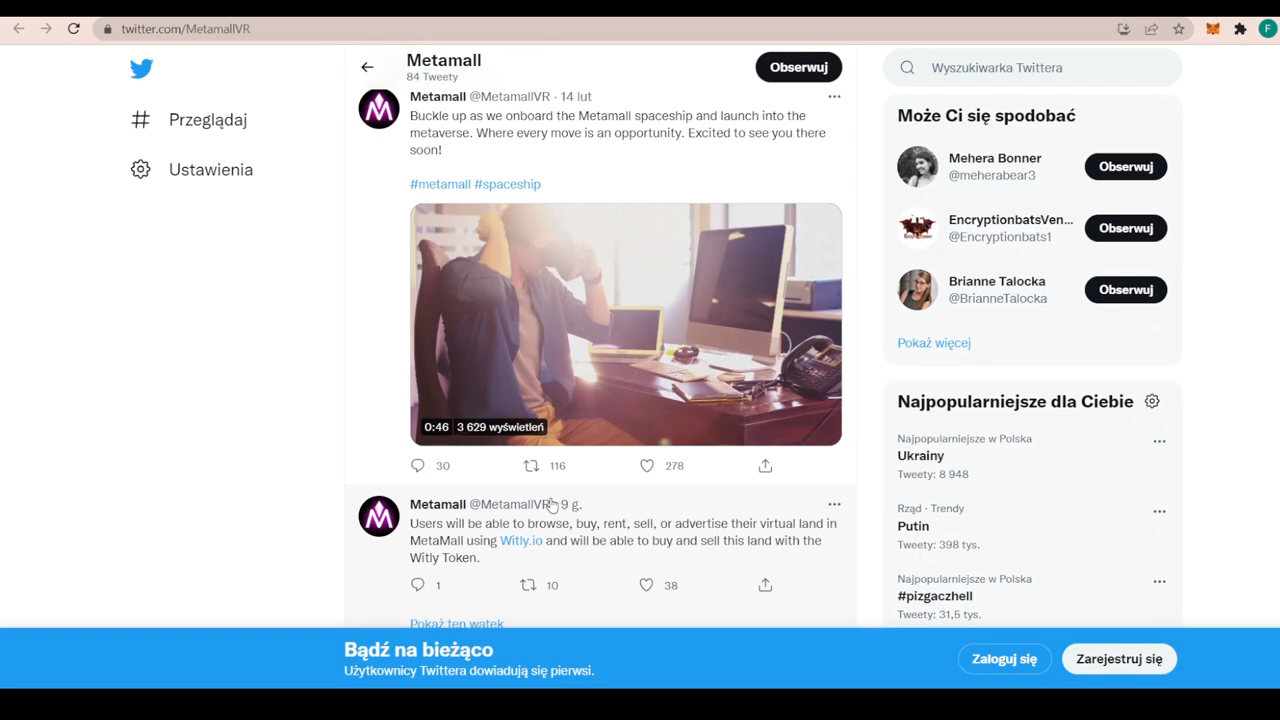 twitter.com/MetamallVR
F
Przeglądaj
Ustawienia
Metamall
84 Tweety
Obserwuj
Metamall @MetamallVR · 14 lut
Buckle up as we onboard the Metamall spaceship and launch into the
metaverse. Where every move is an opportunity. Excited to see you there
soon!
#metamall #spaceship
0:46 3 629 wyświetleń
30 116 278
Metamall @MetamallVR · 9 g.
Users will be able to browse, buy, rent, sell, or advertise their virtual land in
MetaMall using Witly.io and will be able to buy and sell this land with the
Witly Token.
1 10 38
Pokaż ten wątek
Wyszukiwarka Twittera
Może Ci się spodobać
Mehera Bonner
@meherabear3
Obserwuj
EncryptionbatsVen...
@Encryptionbats1
Obserwuj
Brianne Talocka
@BrianneTalocka
Obserwuj
Pokaż więcej
Najpopularniejsze dla Ciebie
Najpopularniejsze w Polska
Ukrainy
Tweety: 8 948
Rząd · Trendy
Putin
Tweety: 398 tys.
Najpopularniejsze w Polska
#pizgaczhell
Tweety: 31,5 tys.
Bądź na bieżąco
Użytkownicy Twittera dowiadują się pierwsi.
Zaloguj się
Zarejestruj się